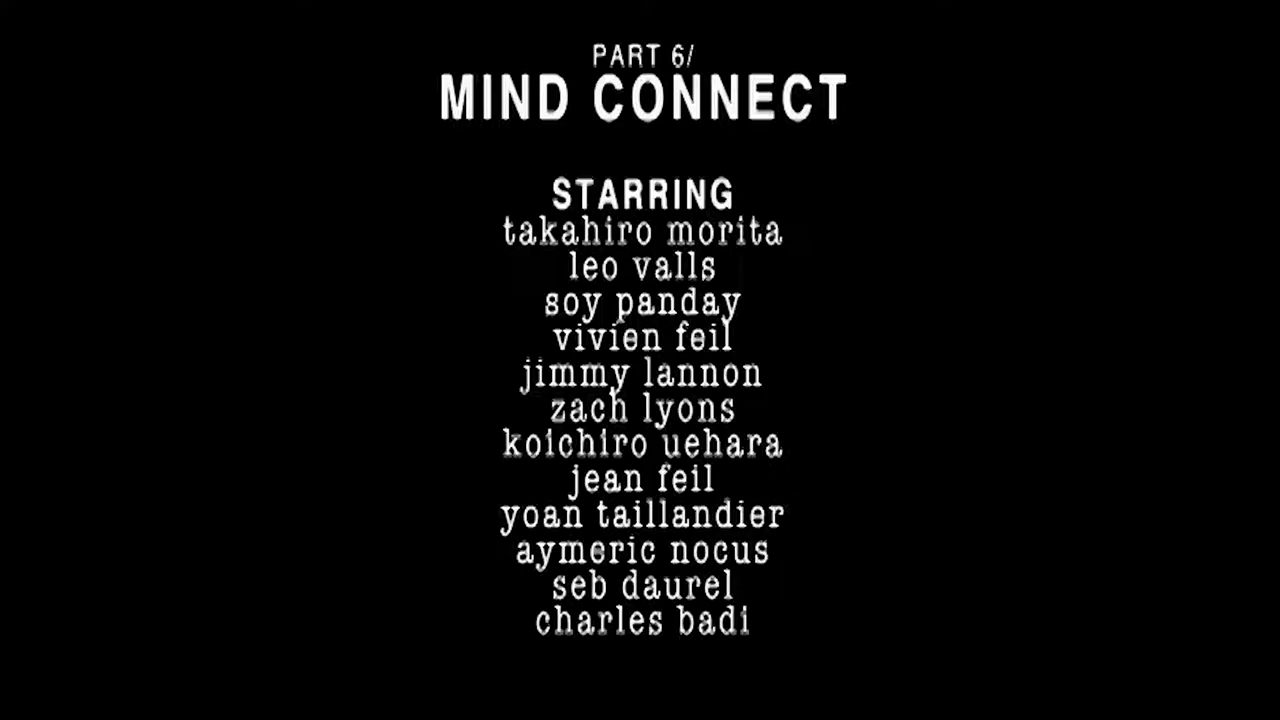 PART 6/
MIND CONNECT
STARRING
takahiro morita
leo valls
soy panday
vivien feil
jimmy lannon
zach lyons
koichiro uehara
jean feil
yoan taillandier
aymeric nocus
seb daurel
charles badi